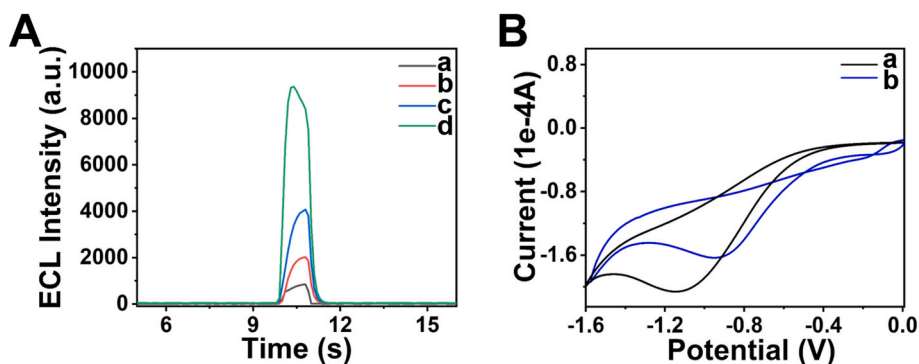 A
ECL Intensity (a.u.)
10000
8000
6000
4000
2000
0
6
9
12
15
Time (s)
a
b
c
d
B
Current (1e-4A)
0.8
0.0
-0.8
-1.6
-1.6
-1.2
-0.8
-0.4
0.0
Potential (V)
a
b